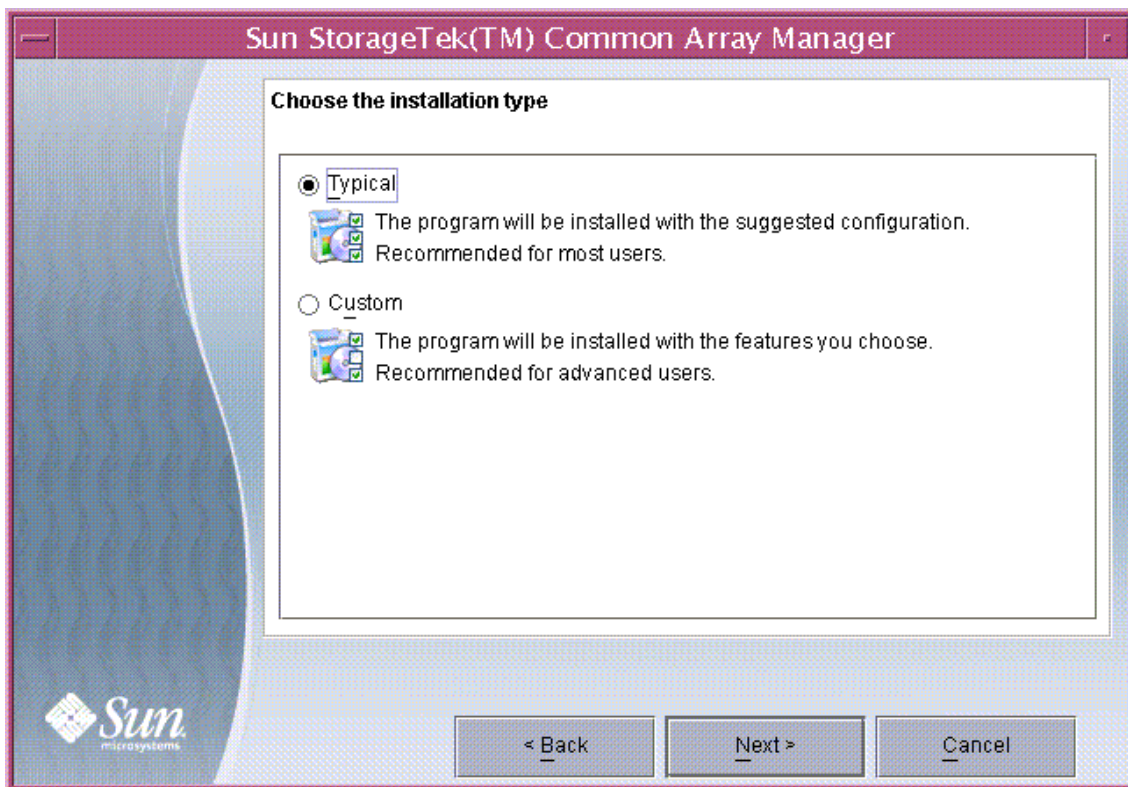 Sun StorageTek(TM) Common Array Manager
Choose the installation type
Typical
The program will be installed with the suggested configuration.
Recommended for most users.
Custom
The program will be installed with the features you choose.
Recommended for advanced users.
Sun
microsystems
< Back
Next >
Cancel